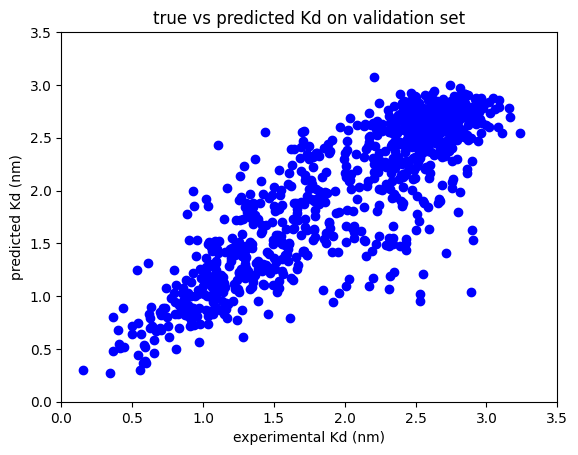 true vs predicted Kd on validation set
3.5
3.0
2.5
2.0
1.5
1.0
0.5
0.0
predicted Kd (nm)
0.0 0.5 1.0 1.5 2.0 2.5 3.0 3.5
experimental Kd (nm)